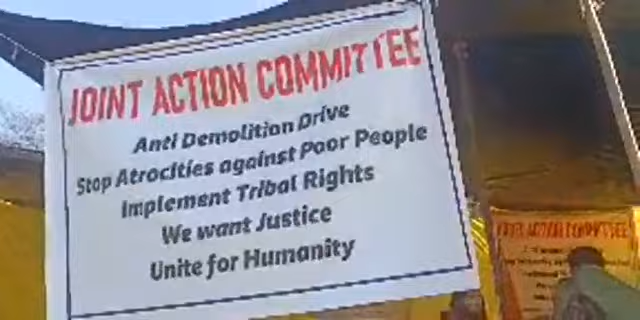 JOINT ACTION COMMITTEE
Anti Demolition Drive
Stop Atrocities against Poor People
Implement Tribal Rights
We want Justice
Unite for Humanity
JOINT ACTION COMMITTEE